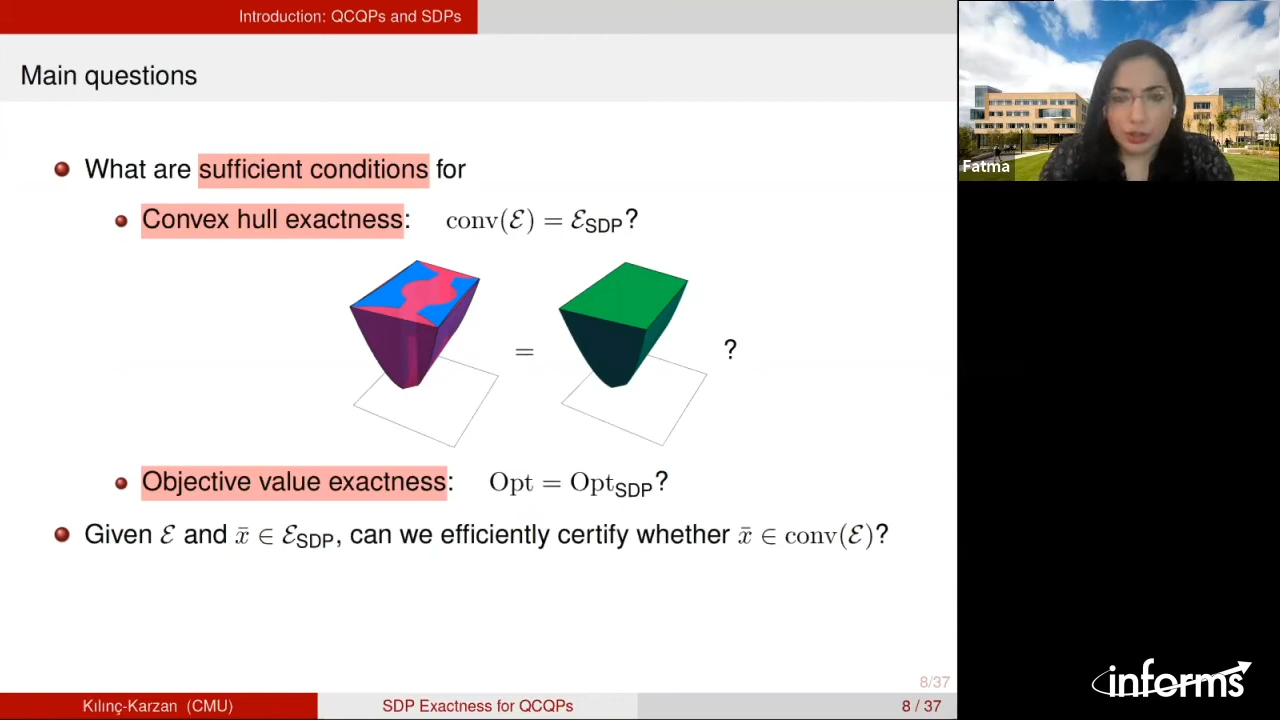 Introduction: QCQPs and SDPs
Main questions
What are sufficient conditions for
Convex hull exactness: conv(ℰ) = ℰ_SDP?
= ?
Objective value exactness: Opt = Opt_SDP?
Given ℰ and x̄ ∈ ℰ_SDP, can we efficiently certify whether x̄ ∈ conv(ℰ)?
8/37
Kılınç-Karzan (CMU) SDP Exactness for QCQPs 8 / 37
Fatma
informs